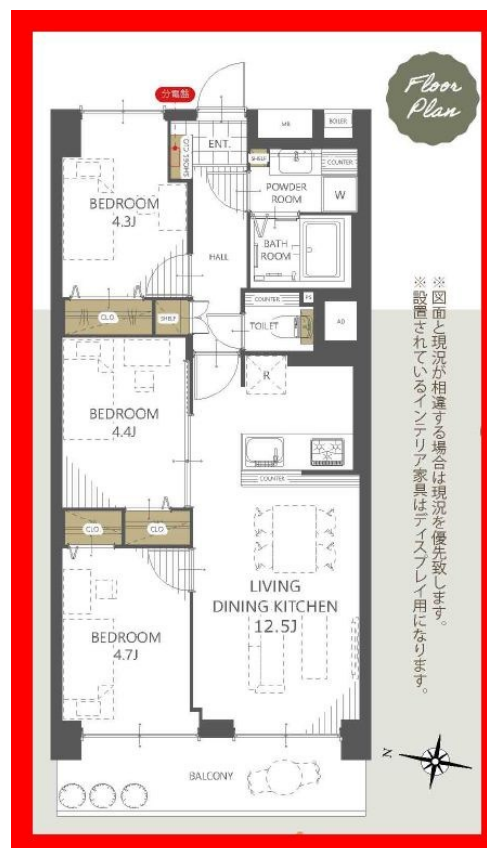 Floor
Plan
分電盤
MB
BOILER
ENT.
SHOES CLO
SHELF
COUNTER
POWDER
ROOM
W
BEDROOM
4.3J
HALL
BATH
ROOM
CLO.
SHELF
COUNTER
PS
TOILET
AD
R
BEDROOM
4.4J
COUNTER
CLO.
CLO.
LIVING
DINING KITCHEN
12.5J
BEDROOM
4.7J
BALCONY
N
※図面と現況が相違する場合は現況を優先致します。
※設置されているインテリア家具はディスプレイ用になります。